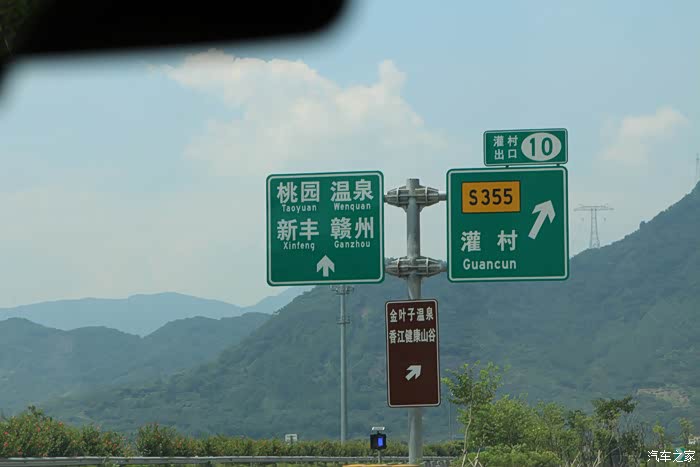 桃园 温泉
Taoyuan Wenquan
新丰 赣州
Xinfeng Ganzhou
灌村
出口 10
S355
灌 村
Guancun
金叶子温泉
香江健康山谷
汽车之家